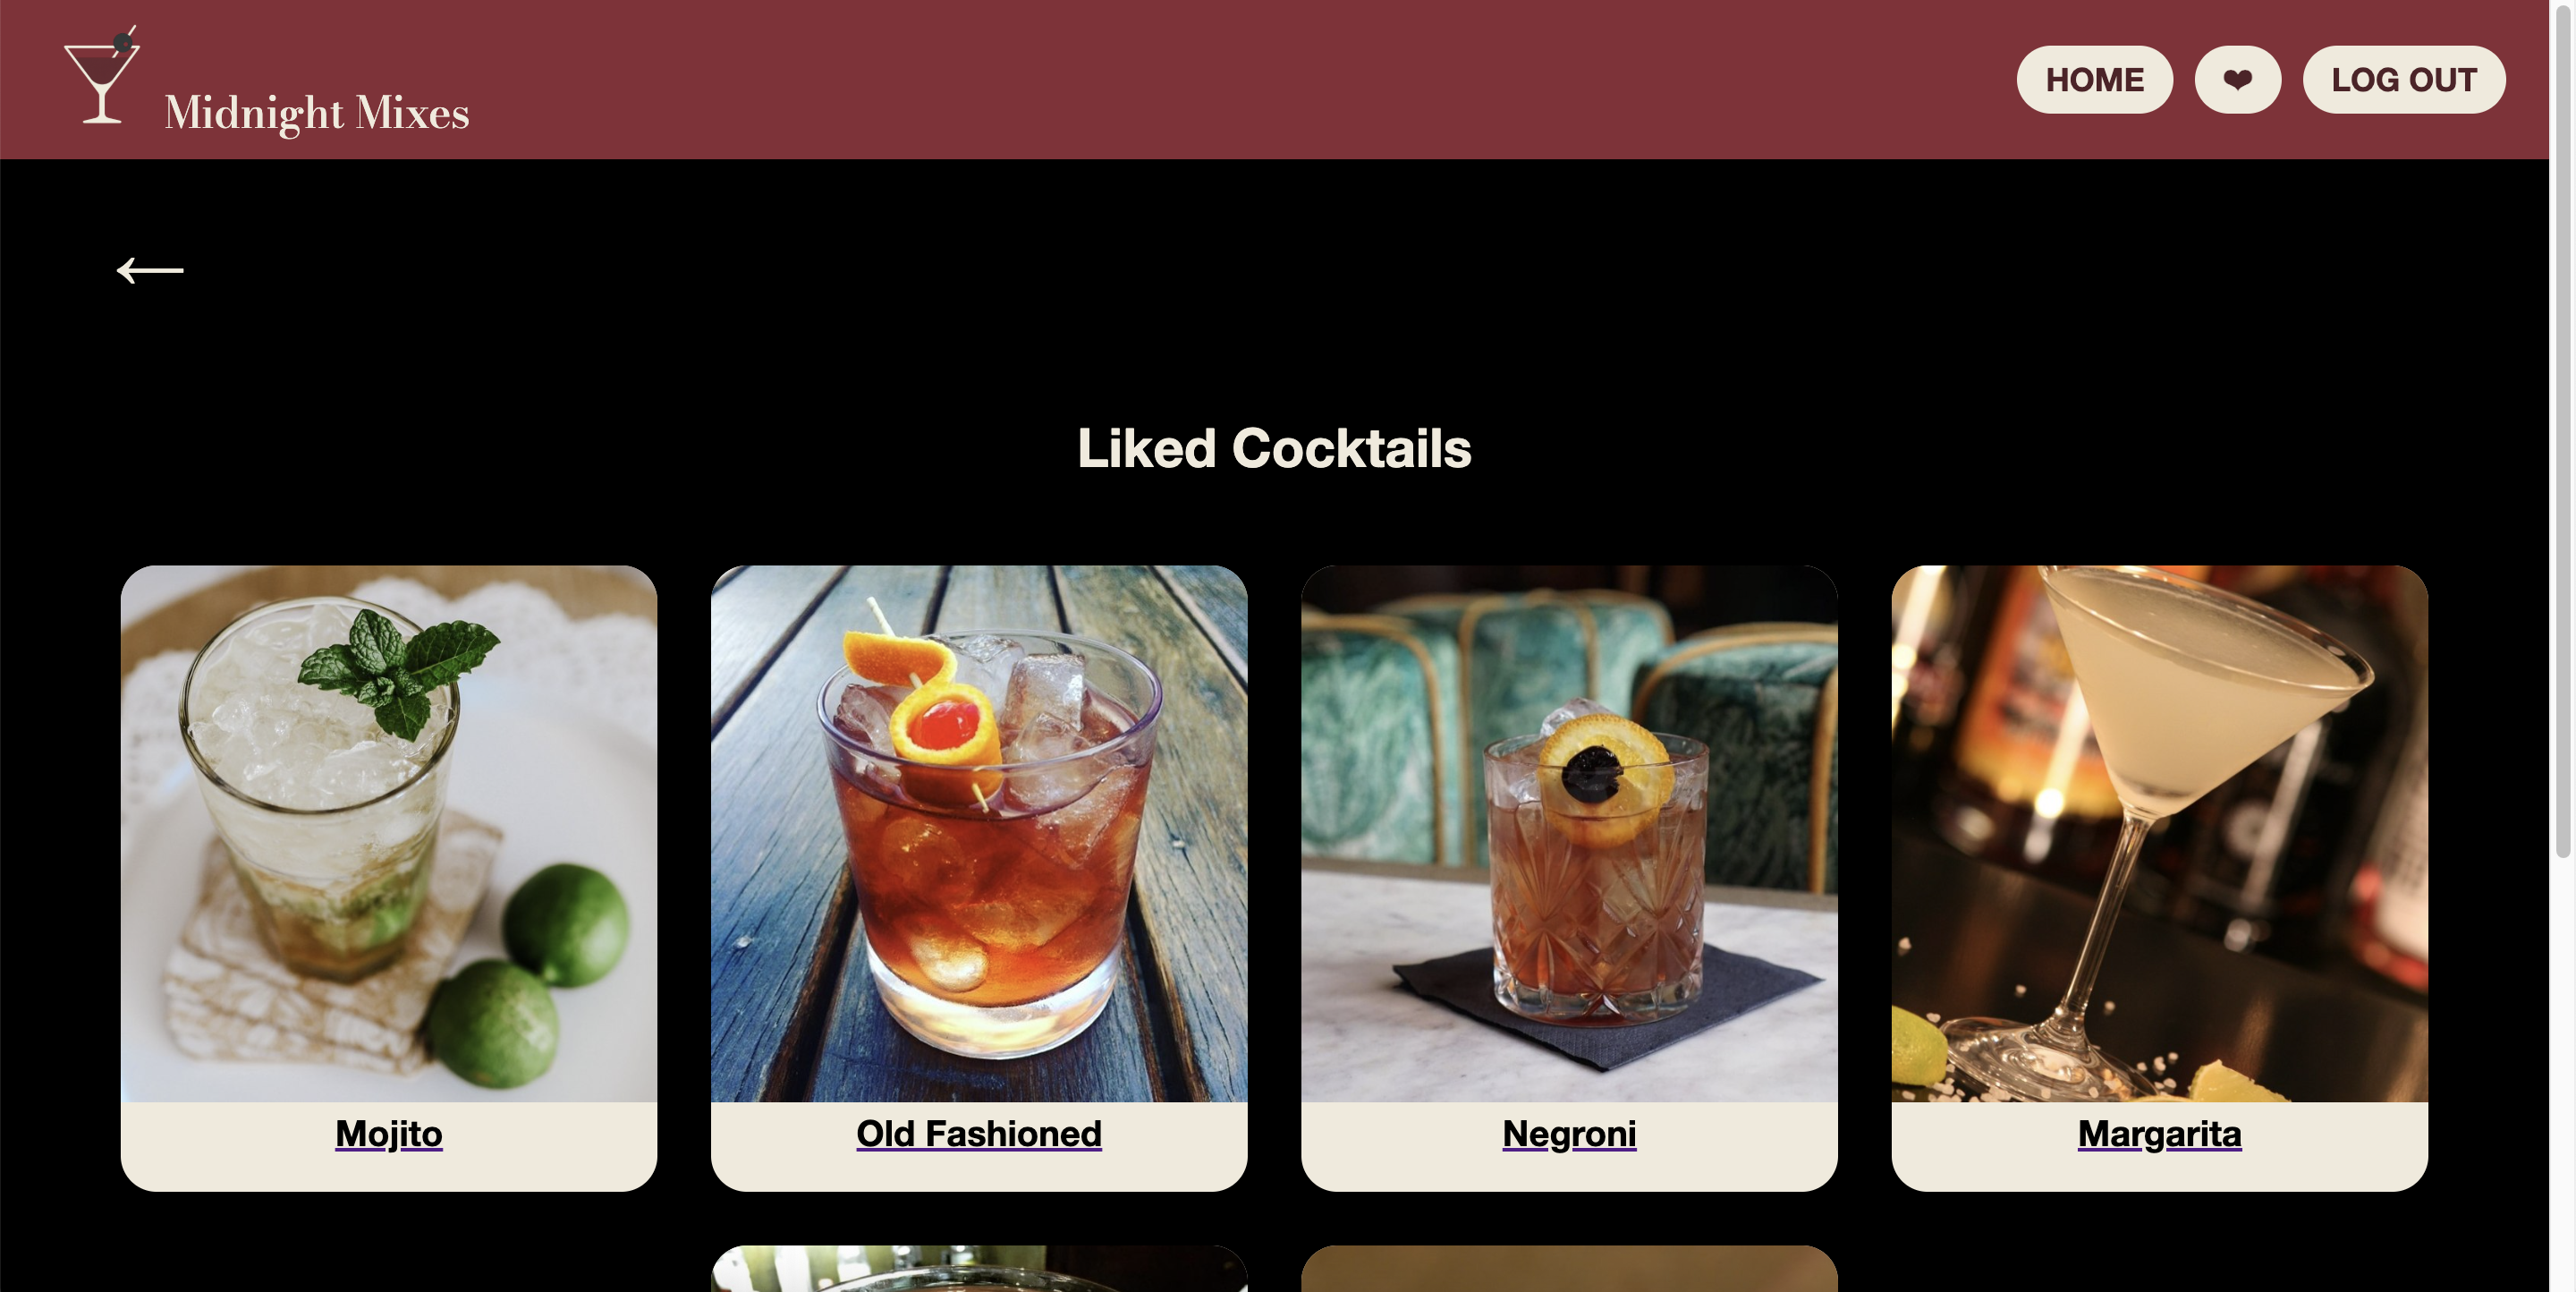 Midnight Mixes
HOME ❤ LOG OUT
←
Liked Cocktails
Mojito
Old Fashioned
Negroni
Margarita